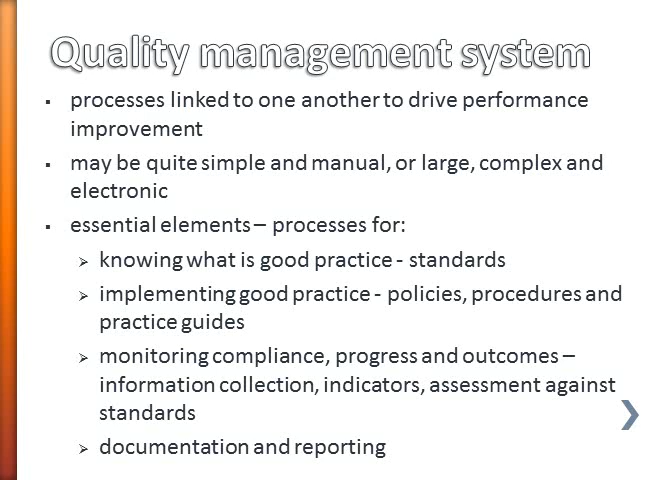 Quality management system
▪ processes linked to one another to drive performance
improvement
▪ may be quite simple and manual, or large, complex and
electronic
▪ essential elements – processes for:
➢ knowing what is good practice - standards
➢ implementing good practice - policies, procedures and
practice guides
➢ monitoring compliance, progress and outcomes –
information collection, indicators, assessment against
standards
➢ documentation and reporting